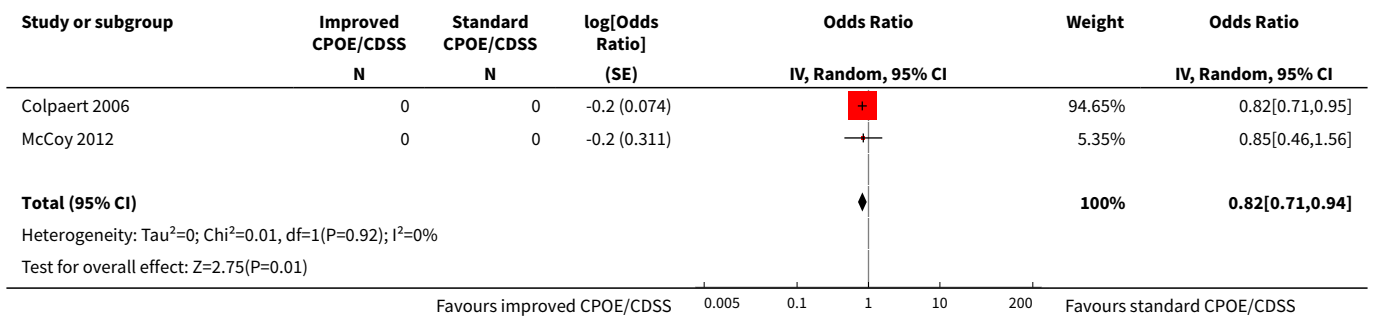 Study or subgroup Improved CPOE/CDSS Standard CPOE/CDSS log[Odds Ratio] Odds Ratio Weight Odds Ratio
N N (SE) IV, Random, 95% CI IV, Random, 95% CI
Colpaert 2006 0 0 -0.2 (0.074) 94.65% 0.82[0.71,0.95]
McCoy 2012 0 0 -0.2 (0.311) 5.35% 0.85[0.46,1.56]
Total (95% CI) 100% 0.82[0.71,0.94]
Heterogeneity: Tau²=0; Chi²=0.01, df=1(P=0.92); I²=0%
Test for overall effect: Z=2.75(P=0.01)
Favours improved CPOE/CDSS 0.005 0.1 1 10 200 Favours standard CPOE/CDSS